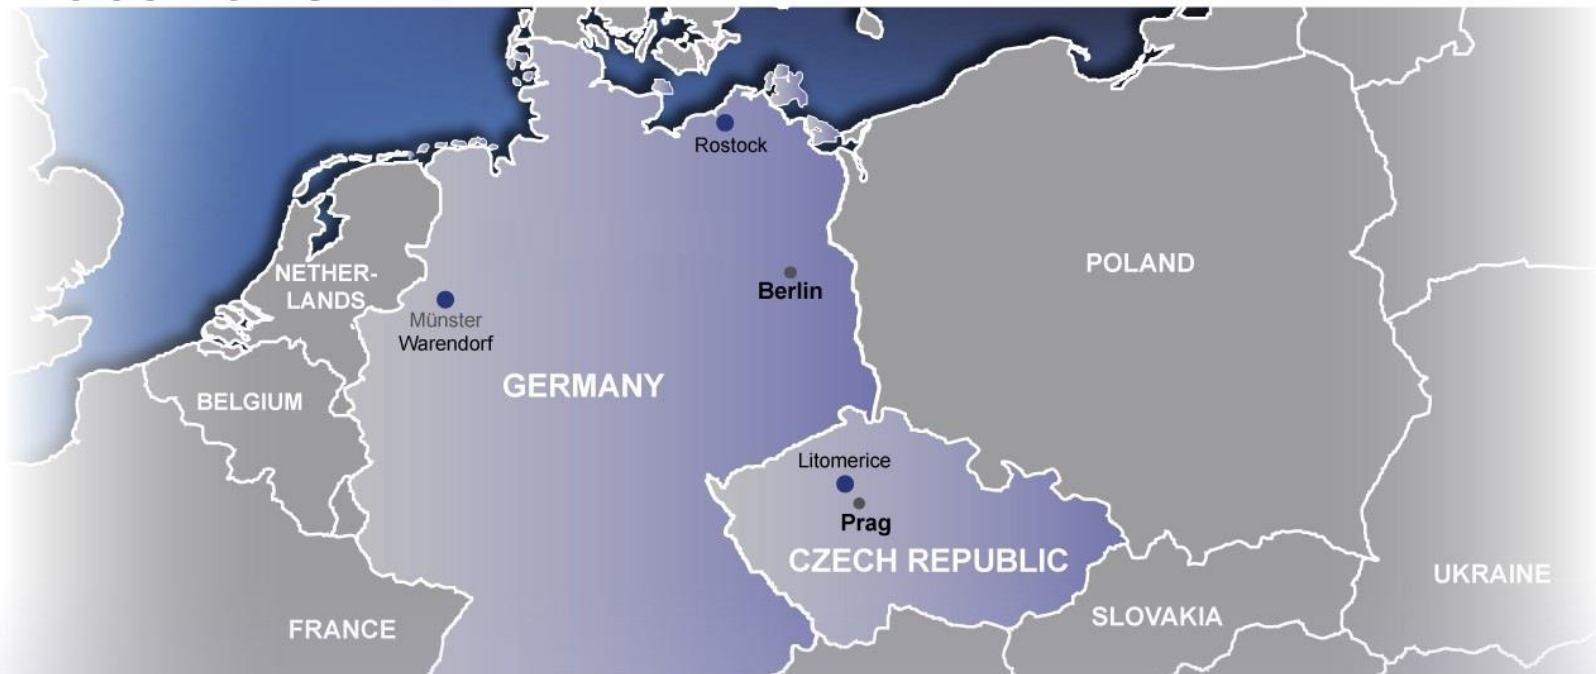 Rostock
POLAND
NETHER-
LANDS
Berlin
Münster
Warendorf
GERMANY
BELGIUM
Litomerice
Prag
CZECH REPUBLIC
UKRAINE
SLOVAKIA
FRANCE